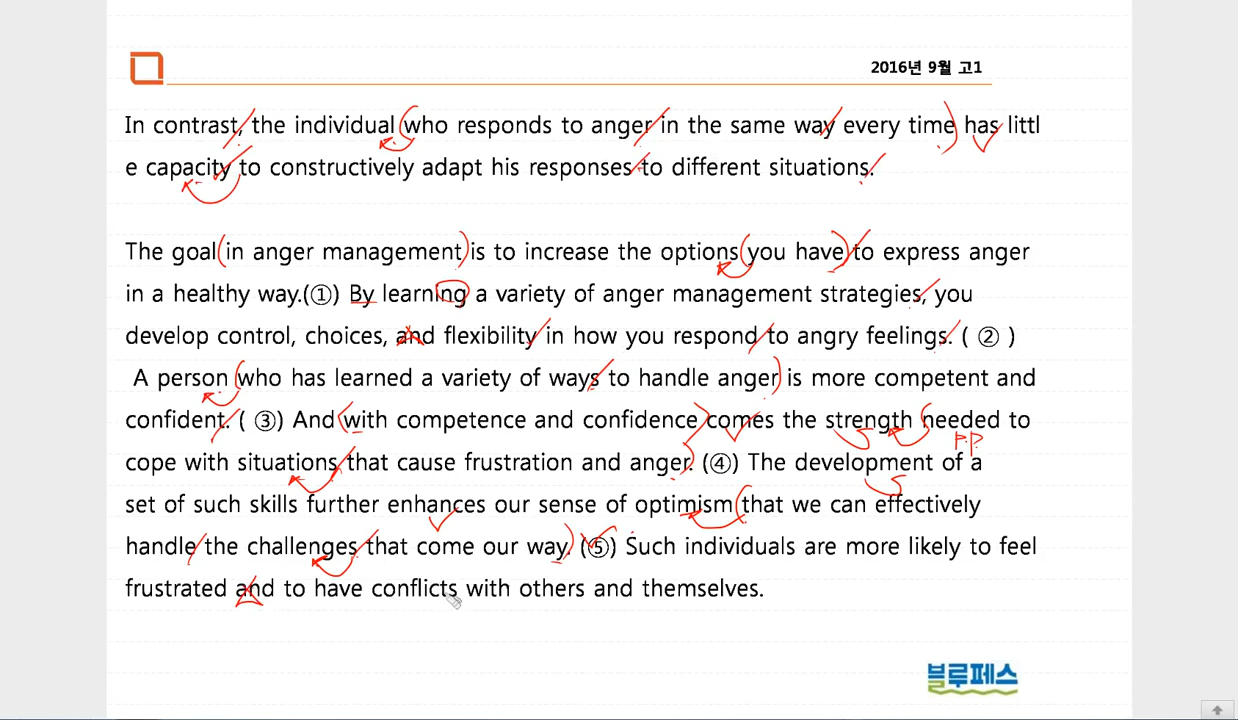 2016년 9월 고1
In contrast, the individual who responds to anger in the same way every time has littl
e capacity to constructively adapt his responses to different situations.
The goal in anger management is to increase the options you have to express anger
in a healthy way.(①) By learning a variety of anger management strategies, you
develop control, choices, and flexibility in how you respond to angry feelings. ( ② )
A person who has learned a variety of ways to handle anger is more competent and
confident. ( ③) And with competence and confidence comes the strength needed to
P.P
cope with situations that cause frustration and anger. (④) The development of a
set of such skills further enhances our sense of optimism that we can effectively
handle the challenges that come our way. (⑤) Such individuals are more likely to feel
frustrated and to have conflicts with others and themselves.
블루페스